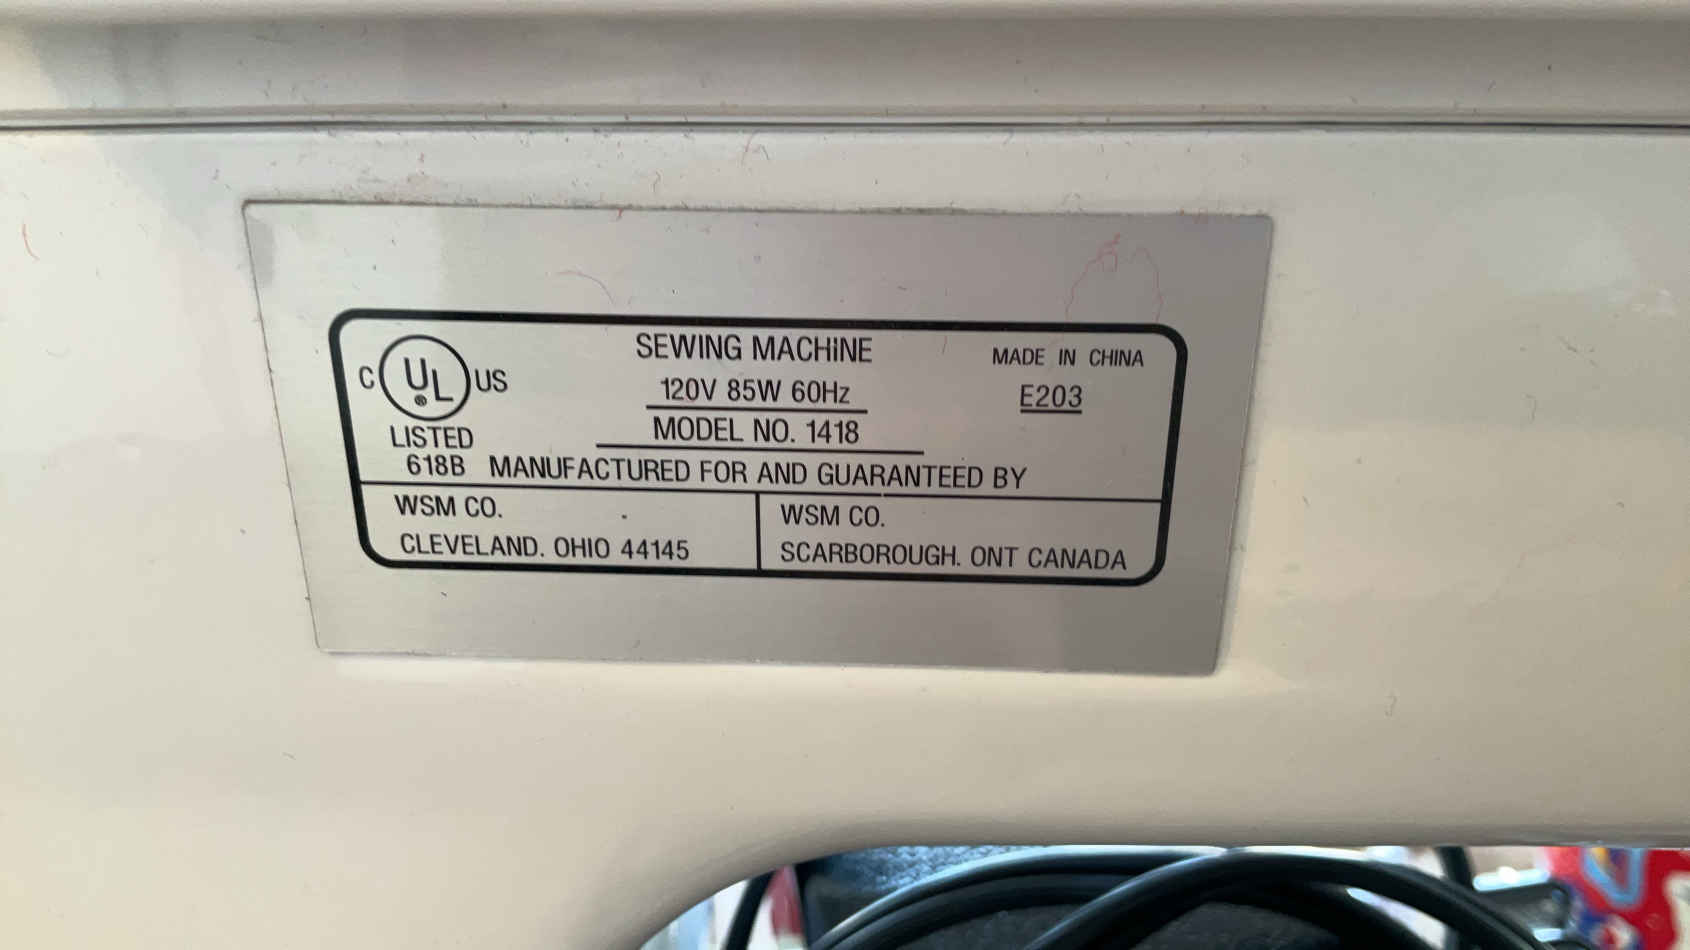 C UL ® US
LISTED
618B
SEWING MACHiNE
120V 85W 60Hz
MODEL NO. 1418
MADE IN CHINA
E203
MANUFACTURED FOR AND GUARANTEED BY
WSM CO.
CLEVELAND. OHIO 44145
WSM CO.
SCARBOROUGH. ONT CANADA